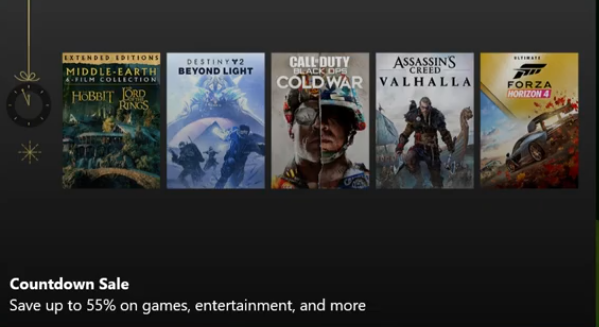 EXTENDED EDITIONS
MIDDLE-EARTH
6-FILM COLLECTION
THE
HOBBIT
THE
LORD
OF THE
RINGS
DESTINY 2
BEYOND LIGHT
CALL OF DUTY
BLACK OPS
COLD WAR
ASSASSIN'S
CREED
VALHALLA
ULTIMATE
FORZA
HORIZON 4
Countdown Sale
Save up to 55% on games, entertainment, and more